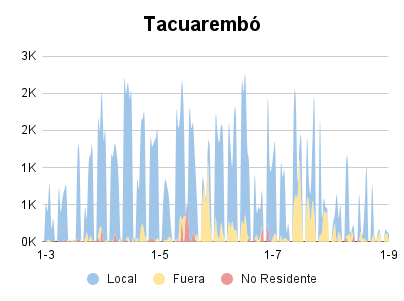 Tacuarembó
3K
2K
2K
1K
1K
0K
1-3
1-5
1-7
1-9
Local
Fuera
No Residente